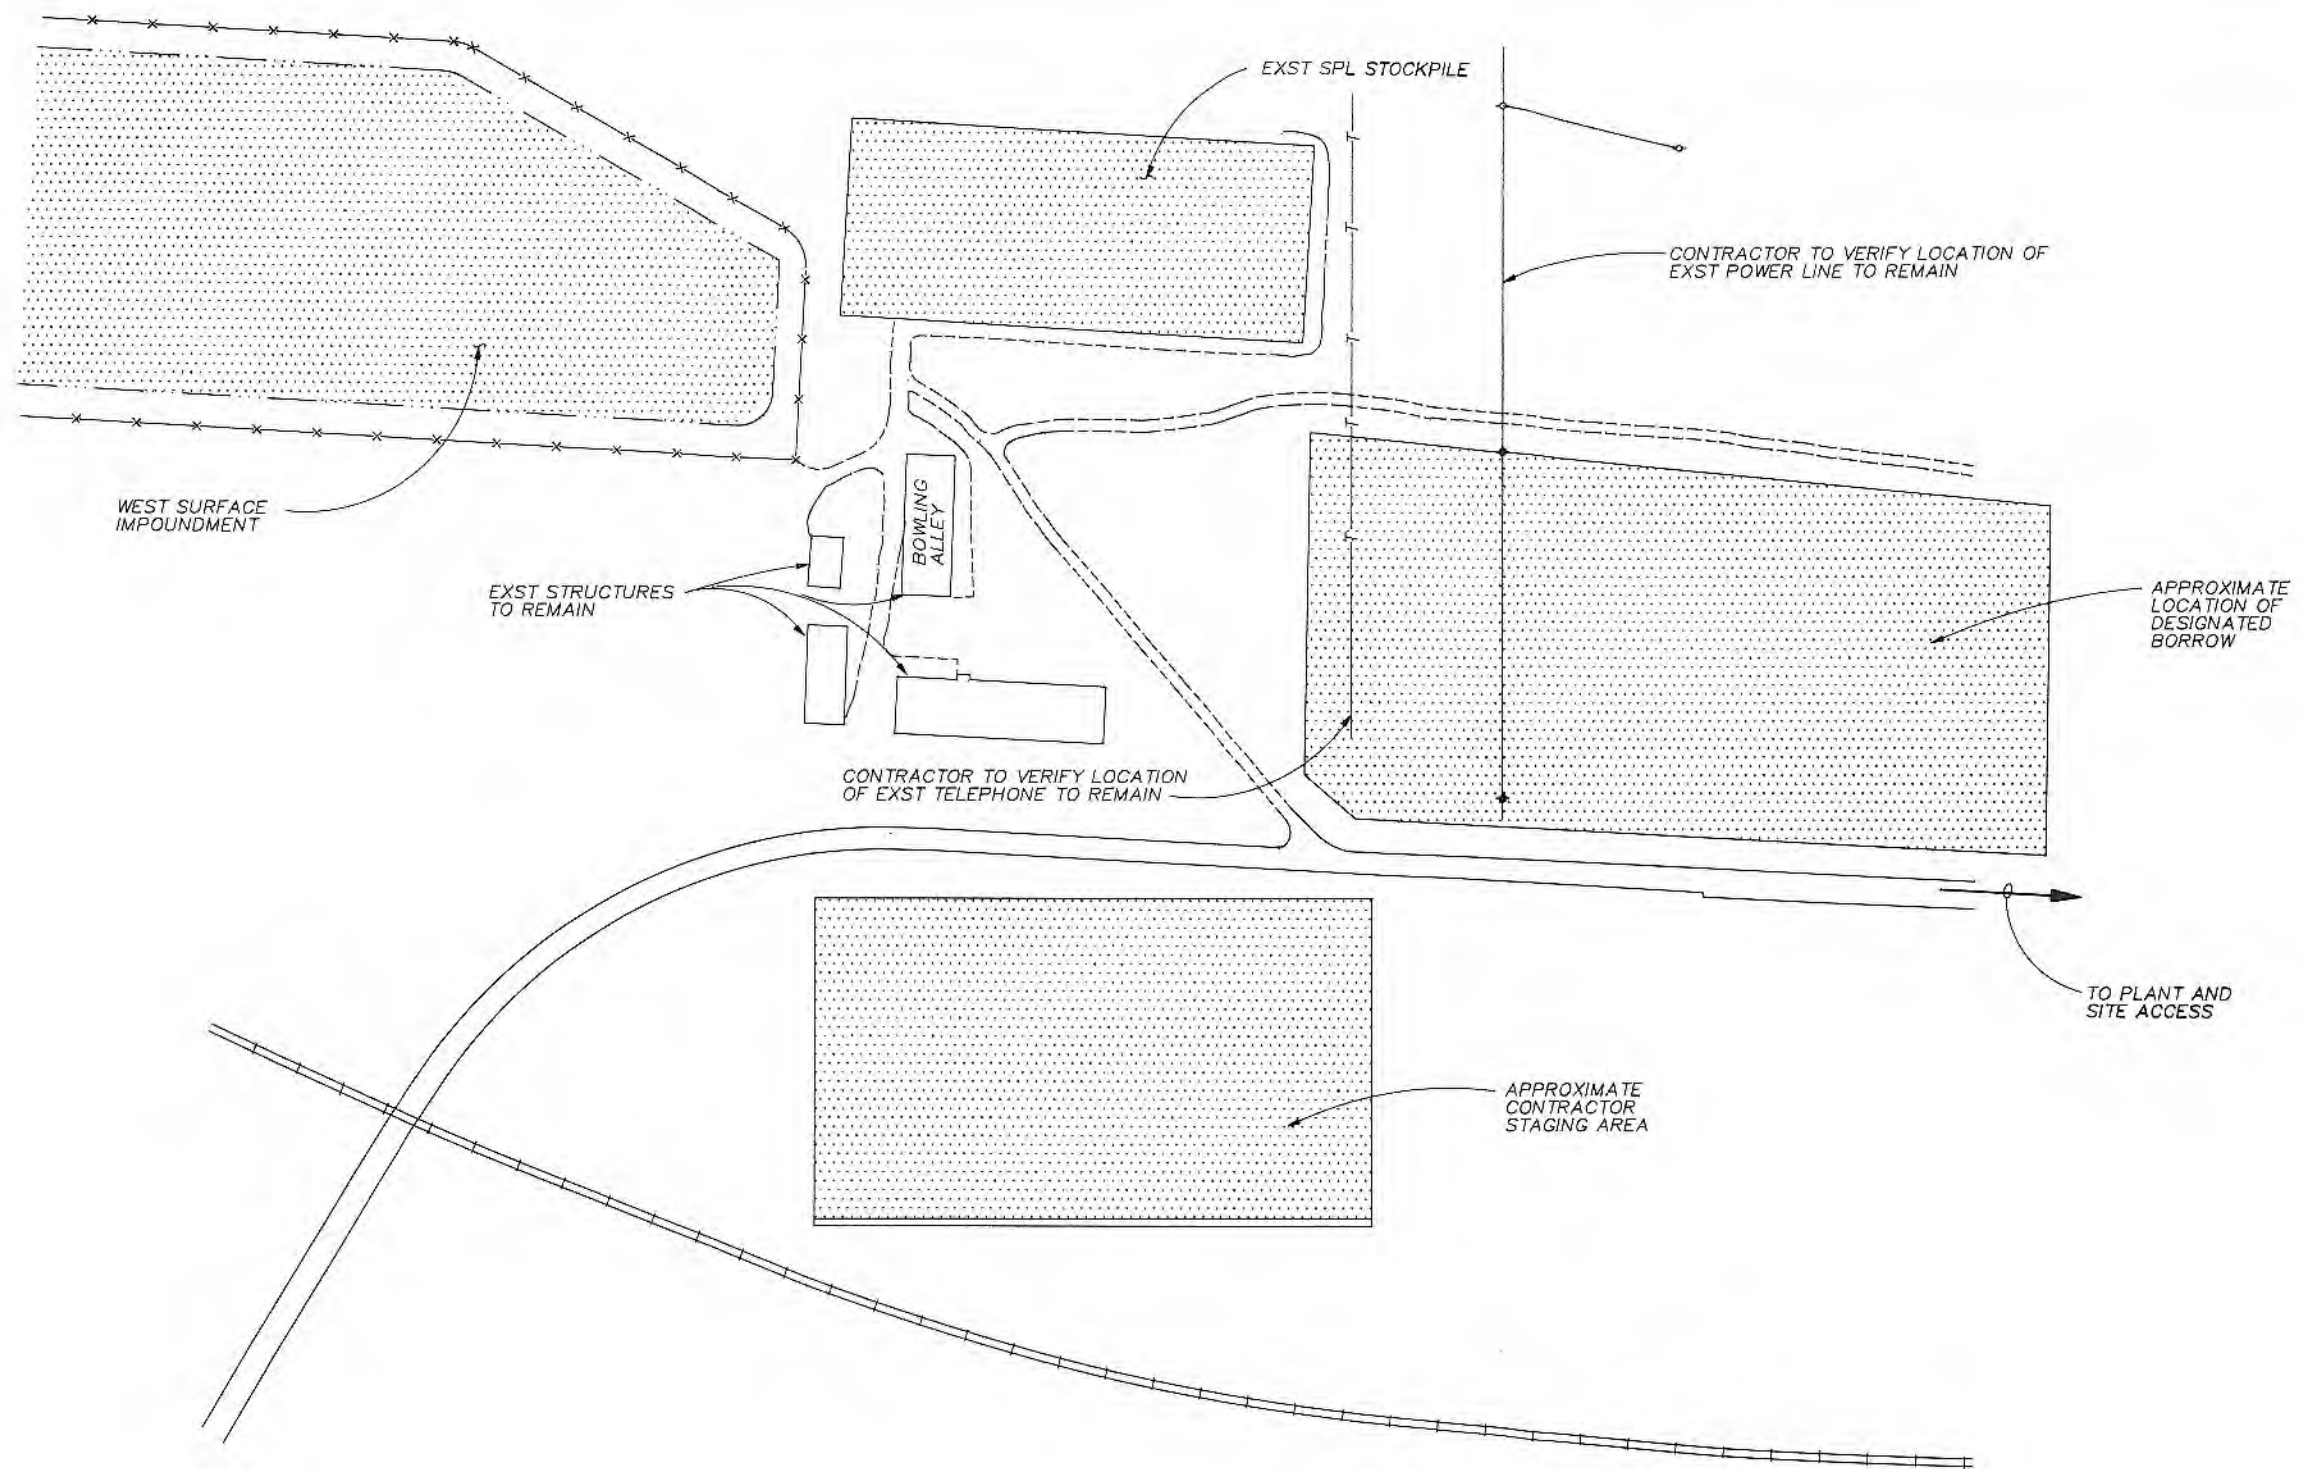 EXST SPL STOCKPILE
CONTRACTOR TO VERIFY LOCATION OF
EXST POWER LINE TO REMAIN
WEST SURFACE
IMPOUNDMENT
BOWLING
ALLEY
EXST STRUCTURES
TO REMAIN
APPROXIMATE
LOCATION OF
DESIGNATED
BORROW
CONTRACTOR TO VERIFY LOCATION
OF EXST TELEPHONE TO REMAIN
TO PLANT AND
SITE ACCESS
APPROXIMATE
CONTRACTOR
STAGING AREA